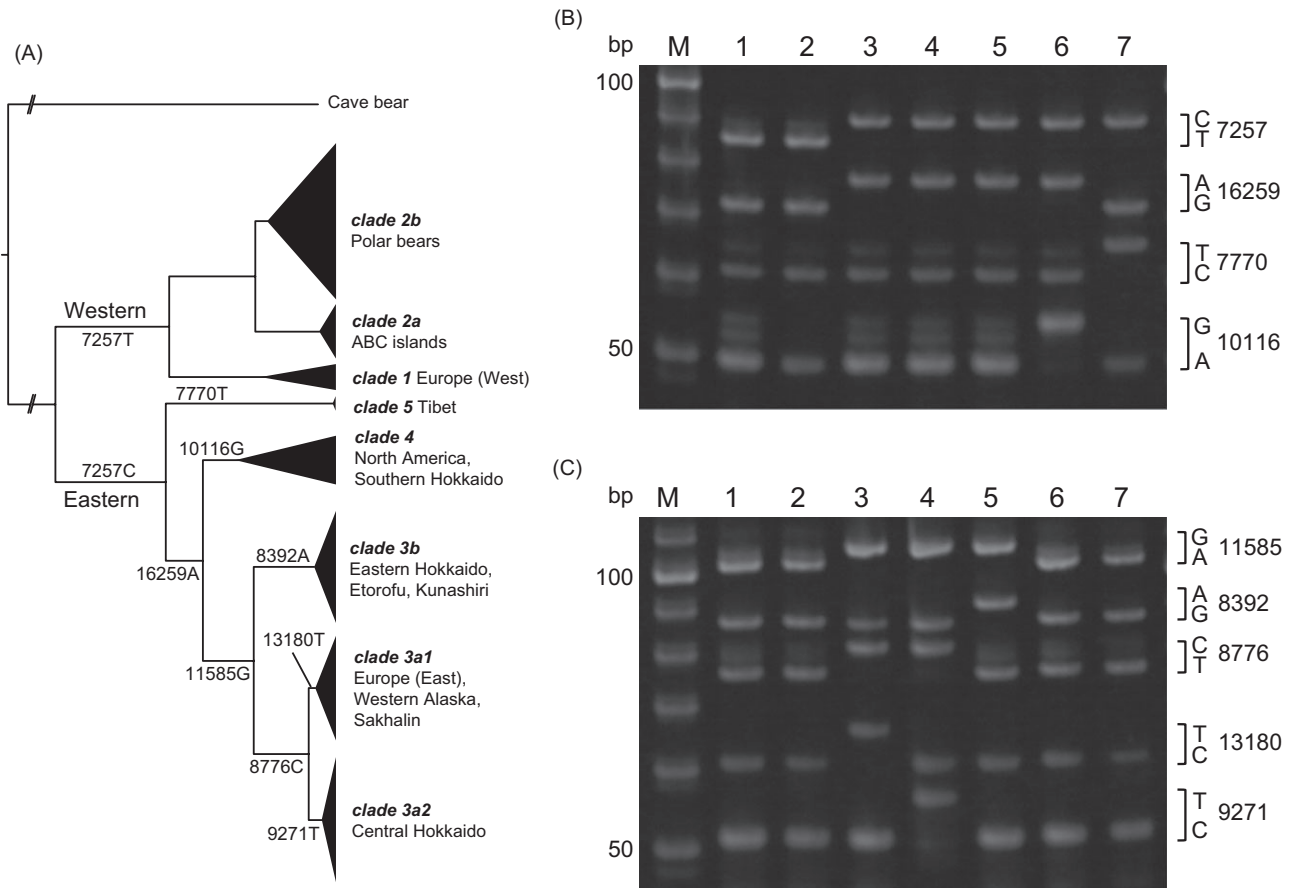 (A)
Cave bear
clade 2b
Polar bears
Western
7257T
clade 2a
ABC islands
clade 1 Europe (West)
7770T
clade 5 Tibet
10116G
clade 4
North America,
Southern Hokkaido
7257C
Eastern
16259A
8392A
clade 3b
Eastern Hokkaido,
Etorofu, Kunashiri
13180T
11585G
clade 3a1
Europe (East),
Western Alaska,
Sakhalin
8776C
9271T
clade 3a2
Central Hokkaido
(B)
bp M 1 2 3 4 5 6 7
100
50
C
T 7257
A
G 16259
T
C 7770
G
A 10116
(C)
bp M 1 2 3 4 5 6 7
100
50
G
A 11585
A
G 8392
C
T 8776
T
C 13180
T
C 9271